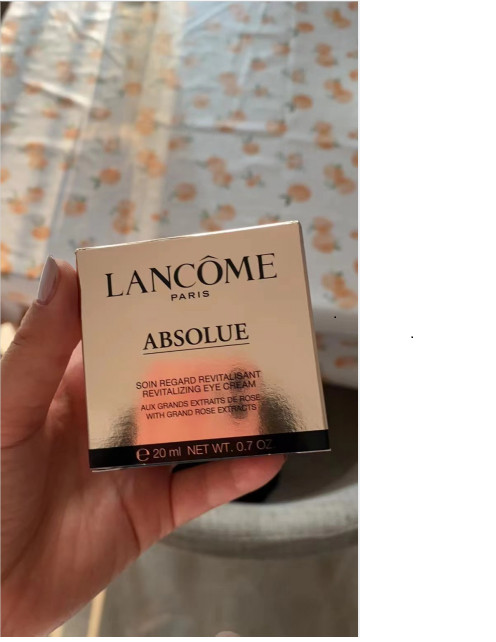 LANCÔME
PARIS
ABSOLUE
SOIN REGARD REVITALISANT
REVITALIZING EYE CREAM
AUX GRANDS EXTRAITS DE ROSE
WITH GRAND ROSE EXTRACTS
℮ 20 ml NET WT. 0.7 OZ.